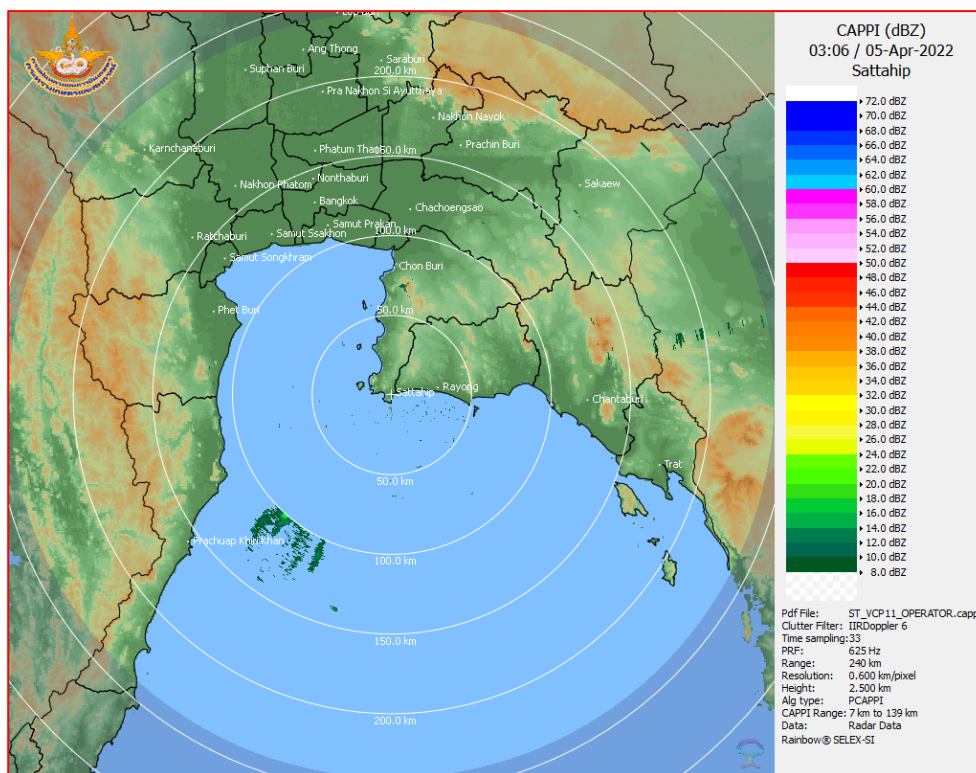 CAPPI (dBZ)
03:06 / 05-Apr-2022
Sattahip
72.0 dBZ
70.0 dBZ
68.0 dBZ
66.0 dBZ
64.0 dBZ
62.0 dBZ
60.0 dBZ
58.0 dBZ
56.0 dBZ
54.0 dBZ
52.0 dBZ
50.0 dBZ
48.0 dBZ
46.0 dBZ
44.0 dBZ
42.0 dBZ
40.0 dBZ
38.0 dBZ
36.0 dBZ
34.0 dBZ
32.0 dBZ
30.0 dBZ
28.0 dBZ
26.0 dBZ
24.0 dBZ
22.0 dBZ
20.0 dBZ
18.0 dBZ
16.0 dBZ
14.0 dBZ
12.0 dBZ
10.0 dBZ
8.0 dBZ
Pdf File: ST_VCP11_OPERATOR.capp
Clutter Filter: IIRDoppler 6
Time sampling:33
PRF: 625 Hz
Range: 240 km
Resolution: 0.600 km/pixel
Height: 2.500 km
Alg type: PCAPPI
CAPPI Range: 7 km to 139 km
Data: Radar Data
Rainbow® SELEX-SI
Ang Thong
Saraburi
Suphan Buri
200.0 km
Pra Nakhon Si Ayutthaya
Nakhon Nayok
Karnchanaburi
Phatum Thani
150.0 km
Prachin Buri
Nakhon Phatom
Nonthaburi
Sakaew
Bangkok
Chachoengsao
Samut Prakan
Ratchaburi
Samut Ssakhon
100.0 km
Samut Songkhram
Chon Buri
Phet Buri
50.0 km
Sattahip
Rayong
Chantaburi
Trat
50.0 km
Prachuap Khiri Khan
100.0 km
150.0 km
200.0 km